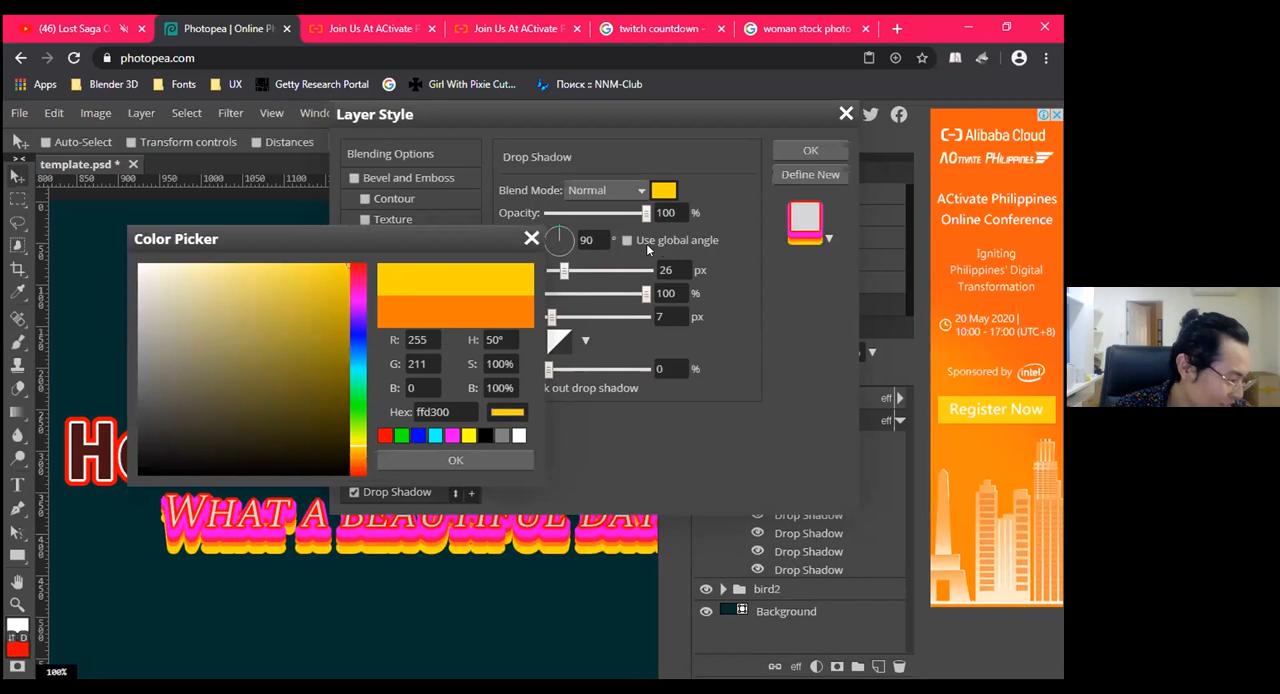 (46) Lost Saga O
Photopea | Online Ph
Join Us At ACtivate F
Join Us At ACtivate F
twitch countdown -
woman stock photo
photopea.com
Apps
Blender 3D
Fonts
UX
Getty Research Portal
Girl With Pixie Cut...
Поиск :: NNM-Club
File Edit Image Layer Select Filter View Windo
Auto-Select
Transform controls
Distances
template.psd *
Layer Style
OK
Define New
Blending Options
Bevel and Emboss
Contour
Texture
Drop Shadow
Drop Shadow
Blend Mode: Normal
Opacity: 100 %
90 ° Use global angle
26 px
100 %
7 px
0 %
k out drop shadow
Color Picker
R: 255 H: 50°
G: 211 S: 100%
B: 0 B: 100%
Hex: ffd300
OK
HO
WHAT A BEAUTIFUL DAY
eff
eff
Drop Shadow
Drop Shadow
Drop Shadow
Drop Shadow
bird2
Background
eff
100%
Alibaba Cloud
ACtivate PHILIPPINES
ACtivate Philippines
Online Conference
Igniting
Philippines' Digital
Transformation
20 May 2020 |
10:00 - 17:00 (UTC+8)
Sponsored by intel
Register Now